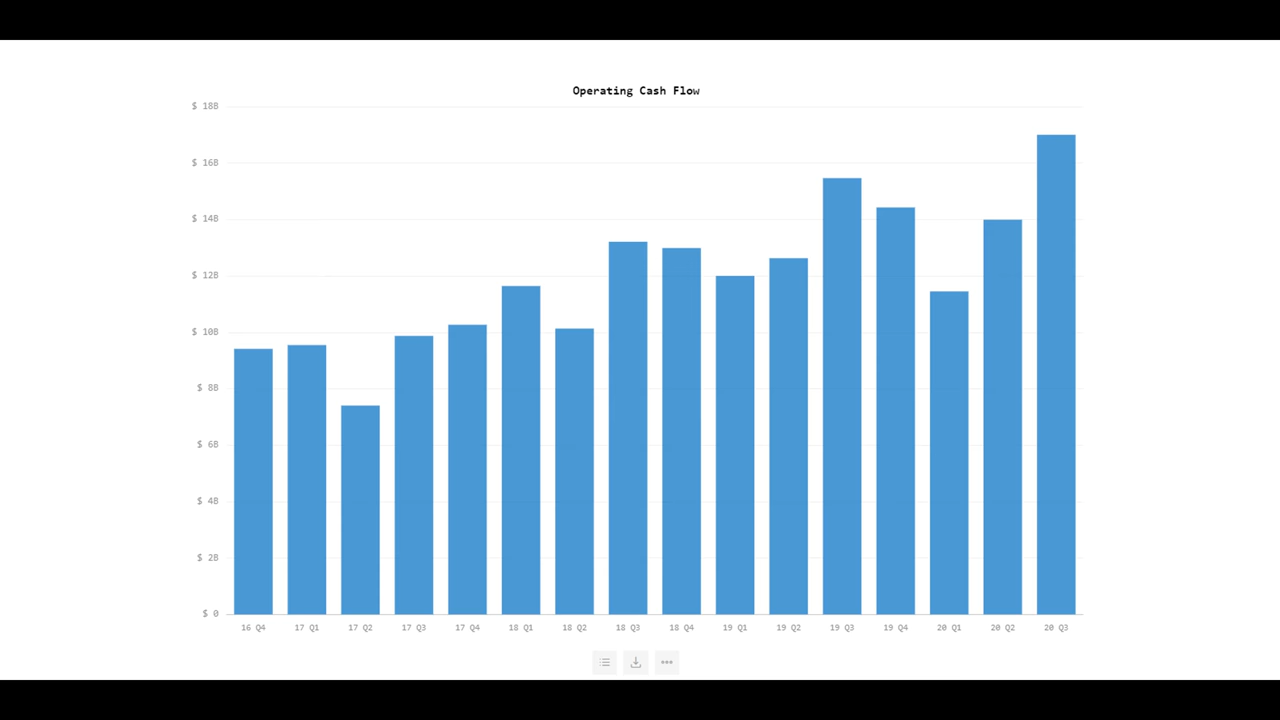 Operating Cash Flow
$ 18B
$ 16B
$ 14B
$ 12B
$ 10B
$ 8B
$ 6B
$ 4B
$ 2B
$ 0
16 Q4 17 Q1 17 Q2 17 Q3 17 Q4 18 Q1 18 Q2 18 Q3 18 Q4 19 Q1 19 Q2 19 Q3 19 Q4 20 Q1 20 Q2 20 Q3